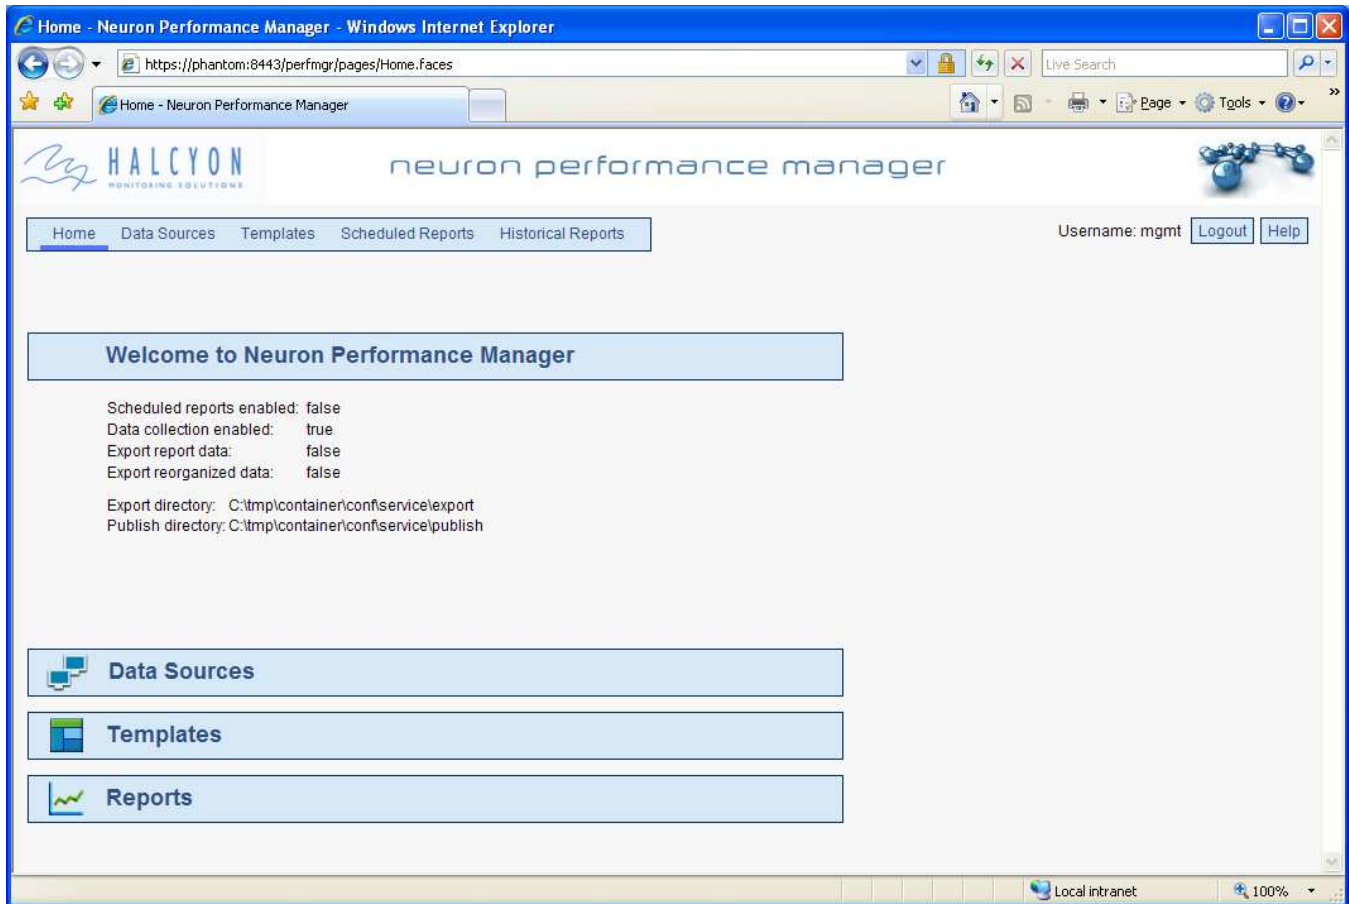 Home - Neuron Performance Manager - Windows Internet Explorer
https://phantom:8443/perfmgr/pages/Home.faces
Live Search
Home - Neuron Performance Manager
Page
Tools
HALCYON
MONITORING SOLUTIONS
neuron performance manager
Home Data Sources Templates Scheduled Reports Historical Reports
Username: mgmt Logout Help
Welcome to Neuron Performance Manager
Scheduled reports enabled: false
Data collection enabled: true
Export report data: false
Export reorganized data: false
Export directory: C:\tmp\container\conf\service\export
Publish directory: C:\tmp\container\conf\service\publish
Data Sources
Templates
Reports
Local intranet
100%